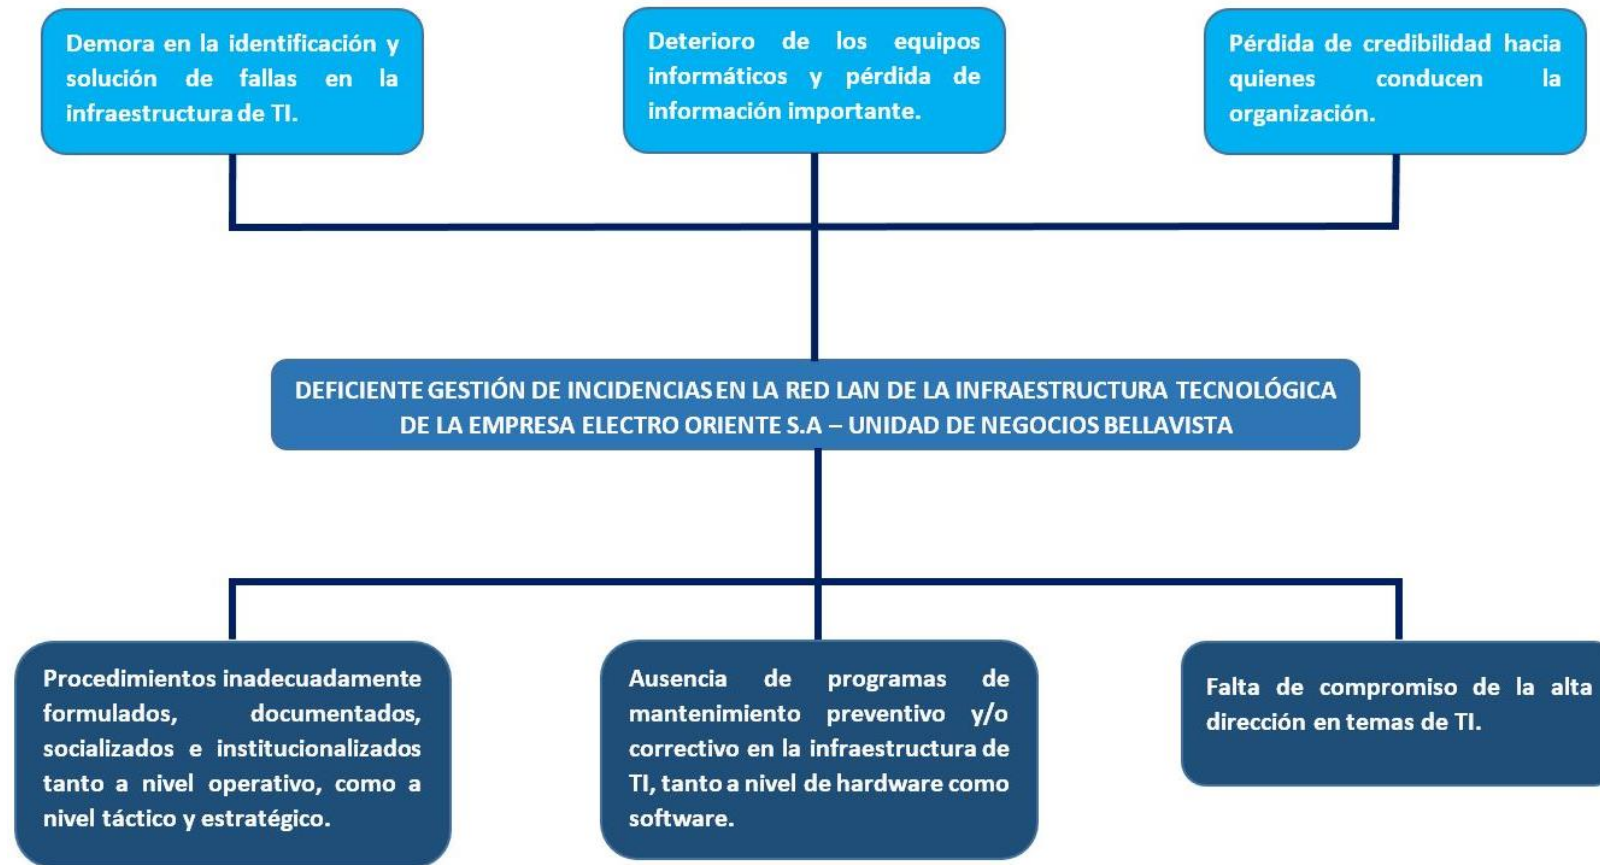 Demora en la identificación y
solución de fallas en la
infraestructura de TI.
Deterioro de los equipos
informáticos y pérdida de
información importante.
Pérdida de credibilidad hacia
quienes conducen la
organización.
DEFICIENTE GESTIÓN DE INCIDENCIAS EN LA RED LAN DE LA INFRAESTRUCTURA TECNOLÓGICA
DE LA EMPRESA ELECTRO ORIENTE S.A – UNIDAD DE NEGOCIOS BELLAVISTA
Procedimientos inadecuadamente
formulados, documentados,
socializados e institucionalizados
tanto a nivel operativo, como a
nivel táctico y estratégico.
Ausencia de programas de
mantenimiento preventivo y/o
correctivo en la infraestructura de
TI, tanto a nivel de hardware como
software.
Falta de compromiso de la alta
dirección en temas de TI.